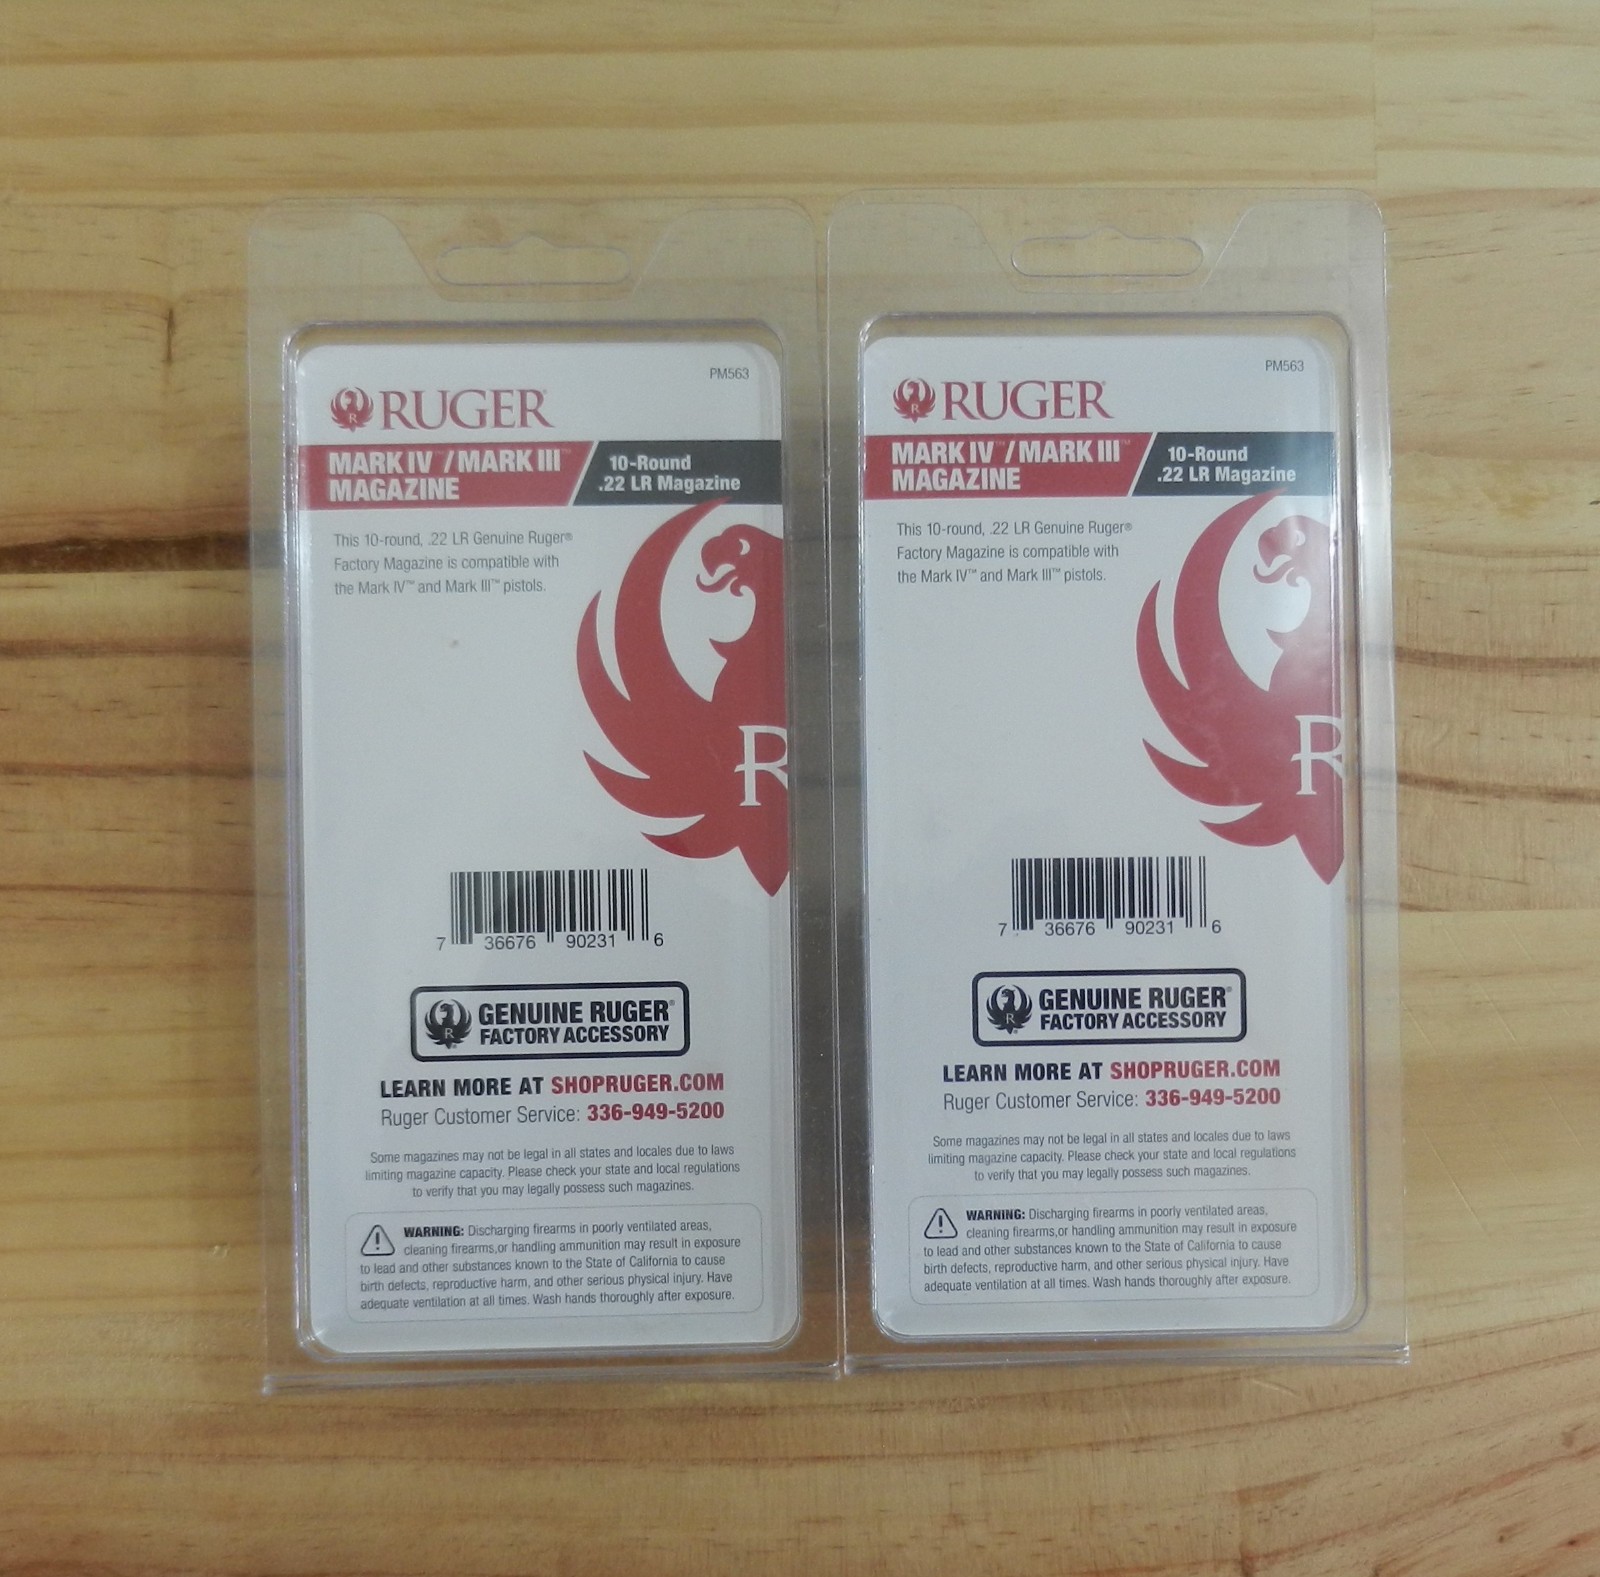 PM563
RUGER®
MARK IV™/MARK III™
MAGAZINE
10-Round
.22 LR Magazine
This 10-round, .22 LR Genuine Ruger®
Factory Magazine is compatible with
the Mark IV™ and Mark III™ pistols.
R
7 36676 90231 6
GENUINE RUGER®
FACTORY ACCESSORY
LEARN MORE AT SHOPRUGER.COM
Ruger Customer Service: 336-949-5200
Some magazines may not be legal in all states and locales due to laws
limiting magazine capacity. Please check your state and local regulations
to verify that you may legally possess such magazines.
WARNING: Discharging firearms in poorly ventilated areas,
cleaning firearms,or handling ammunition may result in exposure
to lead and other substances known to the State of California to cause
birth defects, reproductive harm, and other serious physical injury. Have
adequate ventilation at all times. Wash hands thoroughly after exposure.
PM563
RUGER®
MARK IV™/MARK III™
MAGAZINE
10-Round
.22 LR Magazine
This 10-round, .22 LR Genuine Ruger®
Factory Magazine is compatible with
the Mark IV™ and Mark III™ pistols.
R
7 36676 90231 6
GENUINE RUGER®
FACTORY ACCESSORY
LEARN MORE AT SHOPRUGER.COM
Ruger Customer Service: 336-949-5200
Some magazines may not be legal in all states and locales due to laws
limiting magazine capacity. Please check your state and local regulations
to verify that you may legally possess such magazines.
WARNING: Discharging firearms in poorly ventilated areas,
cleaning firearms,or handling ammunition may result in exposure
to lead and other substances known to the State of California to cause
birth defects, reproductive harm, and other serious physical injury. Have
adequate ventilation at all times. Wash hands thoroughly after exposure.